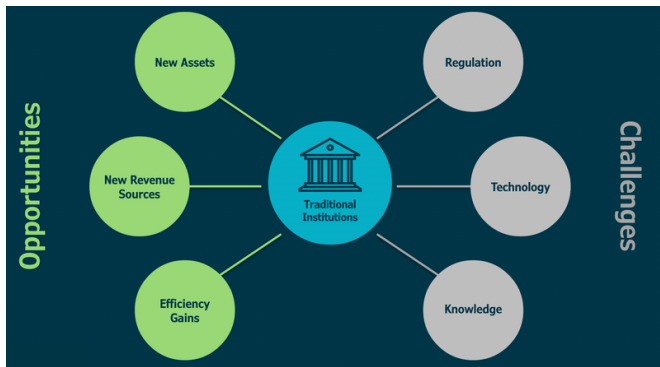 Opportunities
New Assets
New Revenue
Sources
Efficiency
Gains
Traditional
Institutions
Regulation
Technology
Knowledge
Challenges